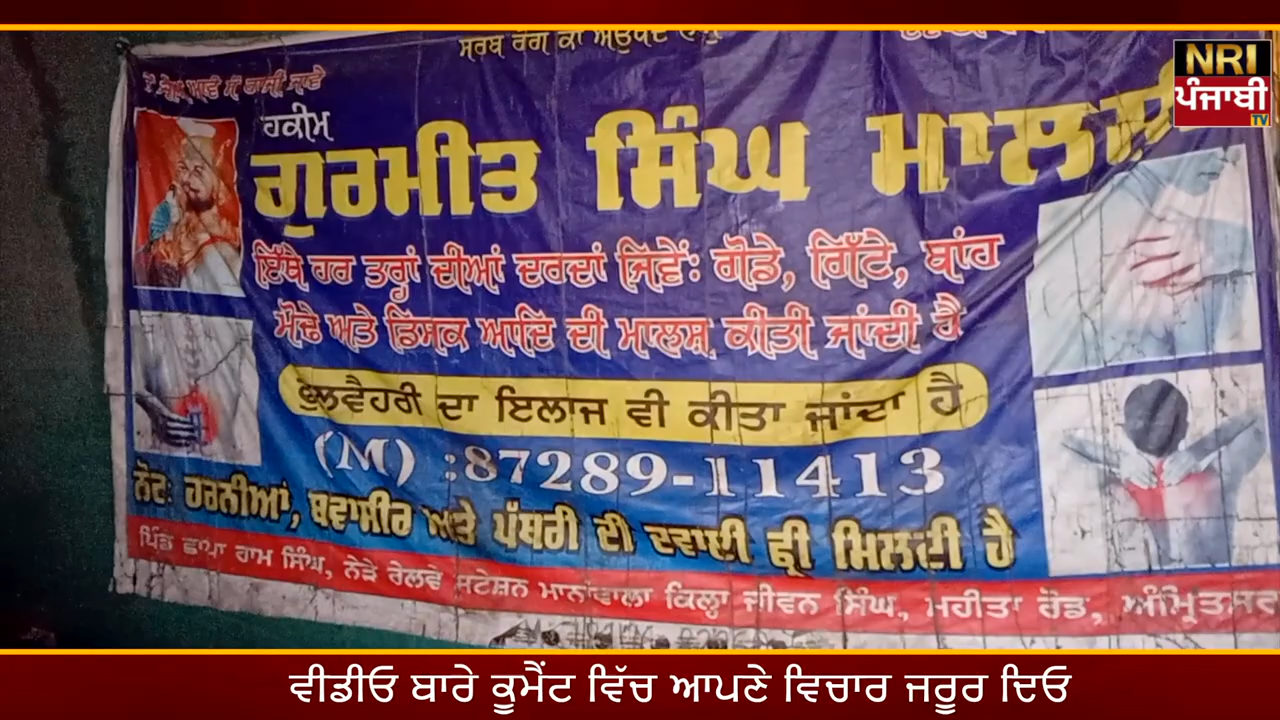 ਸਰਬ ਰੋਗ ਕਾ ਅਉਖਦ ਨਾਮੁ
NRI
ਪੰਜਾਬੀ
TV
ਹਕੀਮ
ਗੁਰਮੀਤ ਸਿੰਘ
ਇੱਥੇ ਹਰ ਤਰ੍ਹਾਂ ਦੀਆਂ ਦਰਦਾਂ ਜਿਵੇਂ: ਗੋਡੇ, ਗਿੱਟੇ, ਬਾਂਹ
ਮੋਢੇ ਅਤੇ ਡਿਸਕ ਆਦਿ ਦੀ ਮਾਲਸ਼ ਕੀਤੀ ਜਾਂਦੀ ਹੈ
ਫੁਲਵੈਹਰੀ ਦਾ ਇਲਾਜ ਵੀ ਕੀਤਾ ਜਾਂਦਾ ਹੈ
(M) :87289-11413
ਨੋਟ: ਹਰਨੀਆਂ, ਬਵਾਸੀਰ ਅਤੇ ਪੱਥਰੀ ਦੀ ਦਵਾਈ ਫ੍ਰੀ ਮਿਲਦੀ ਹੈ
ਪਿੰਡ ਛਾਪਾ ਰਾਮ ਸਿੰਘ, ਨੇੜੇ ਰੇਲਵੇ ਸਟੇਸ਼ਨ ਮਾਨਾਂਵਾਲਾ ਕਿਲ੍ਹਾ ਜੀਵਨ ਸਿੰਘ, ਮਹੀਤਾ ਰੋਡ, ਅੰਮ੍ਰਿਤਸਰ
ਵੀਡੀਓ ਬਾਰੇ ਕੂਮੈਂਟ ਵਿੱਚ ਆਪਣੇ ਵਿਚਾਰ ਜਰੂਰ ਦਿਓ